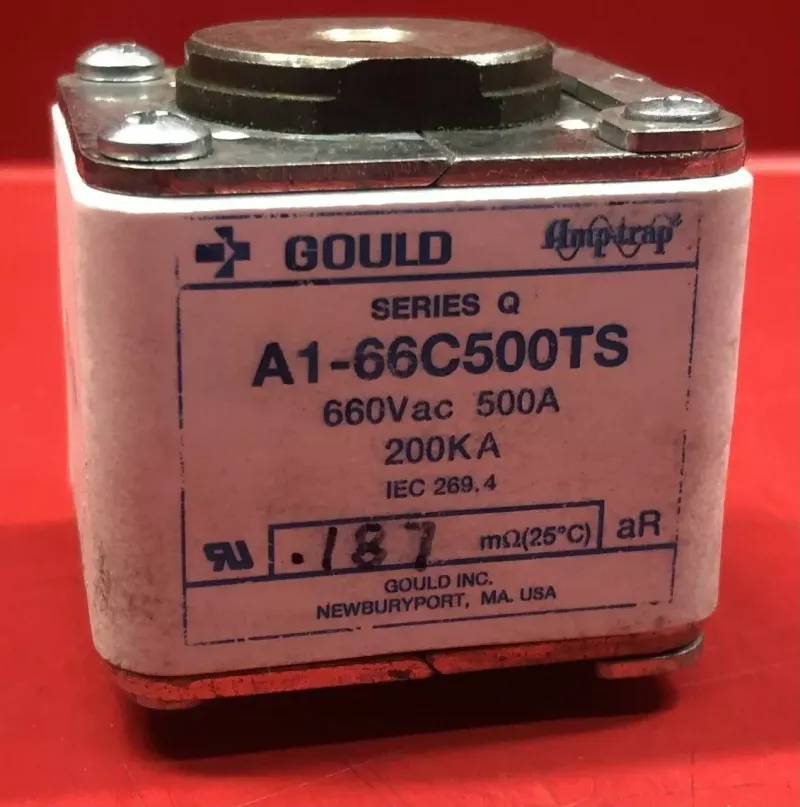 GOULD Amp-trap®
SERIES Q
A1-66C500TS
660Vac 500A
200KA
IEC 269.4
RU .187 mΩ(25°C) aR
GOULD INC.
NEWBURYPORT, MA. USA